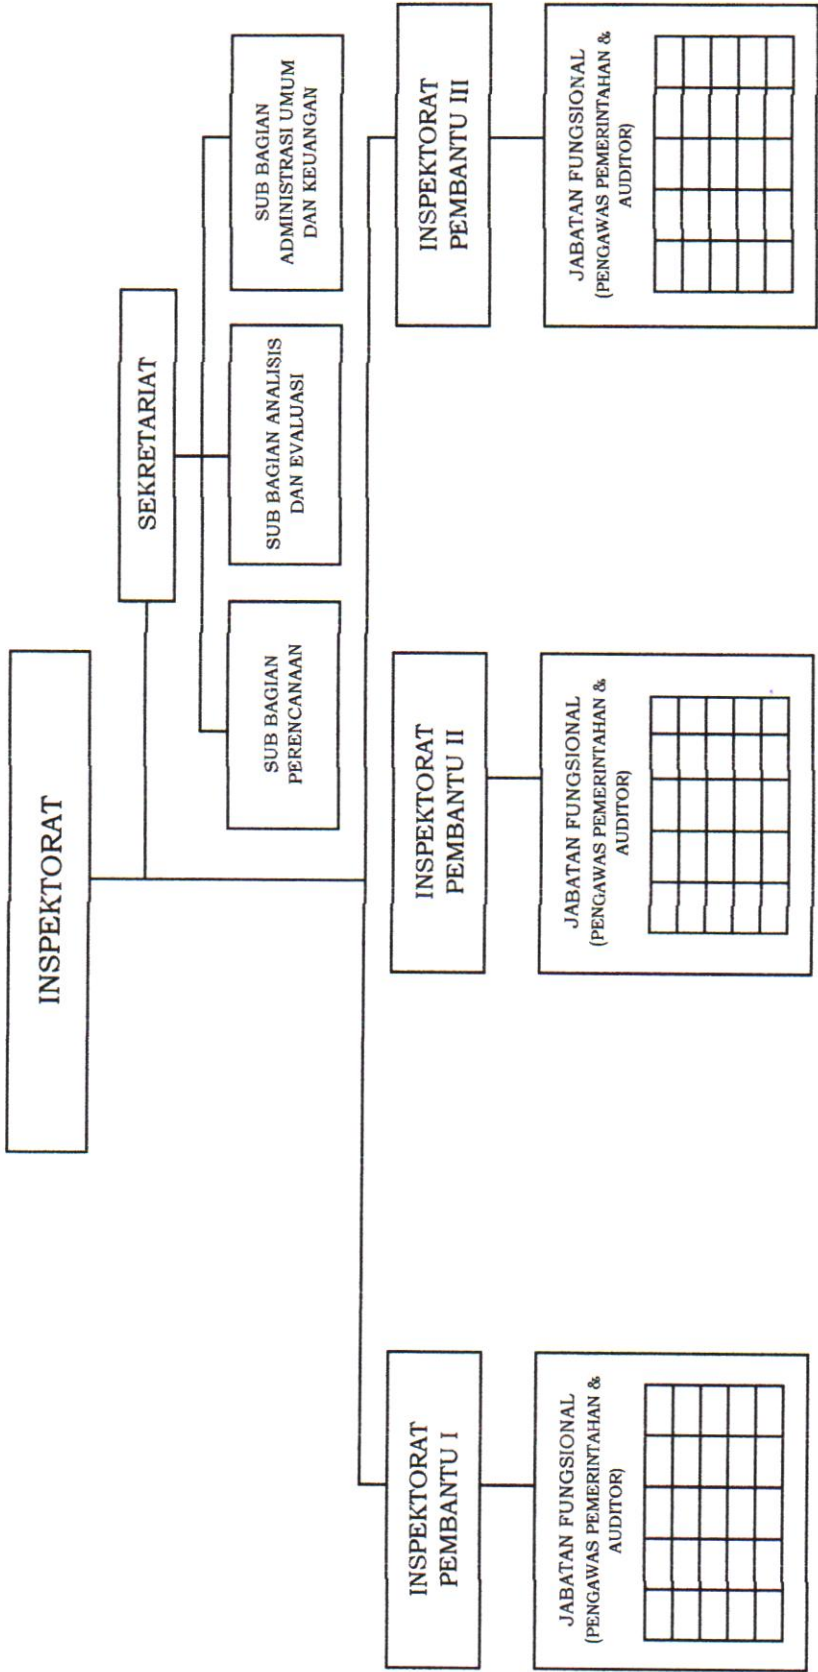 INSPEKTORAT
SEKRETARIAT
SUB BAGIAN
PERENCANAAN
SUB BAGIAN ANALISIS
DAN EVALUASI
SUB BAGIAN
ADMINISTRASI UMUM
DAN KEUANGAN
INSPEKTORAT
PEMBANTU I
INSPEKTORAT
PEMBANTU II
INSPEKTORAT
PEMBANTU III
JABATAN FUNGSIONAL
(PENGAWAS PEMERINTAHAN &
AUDITOR)
JABATAN FUNGSIONAL
(PENGAWAS PEMERINTAHAN &
AUDITOR)
JABATAN FUNGSIONAL
(PENGAWAS PEMERINTAHAN &
AUDITOR)